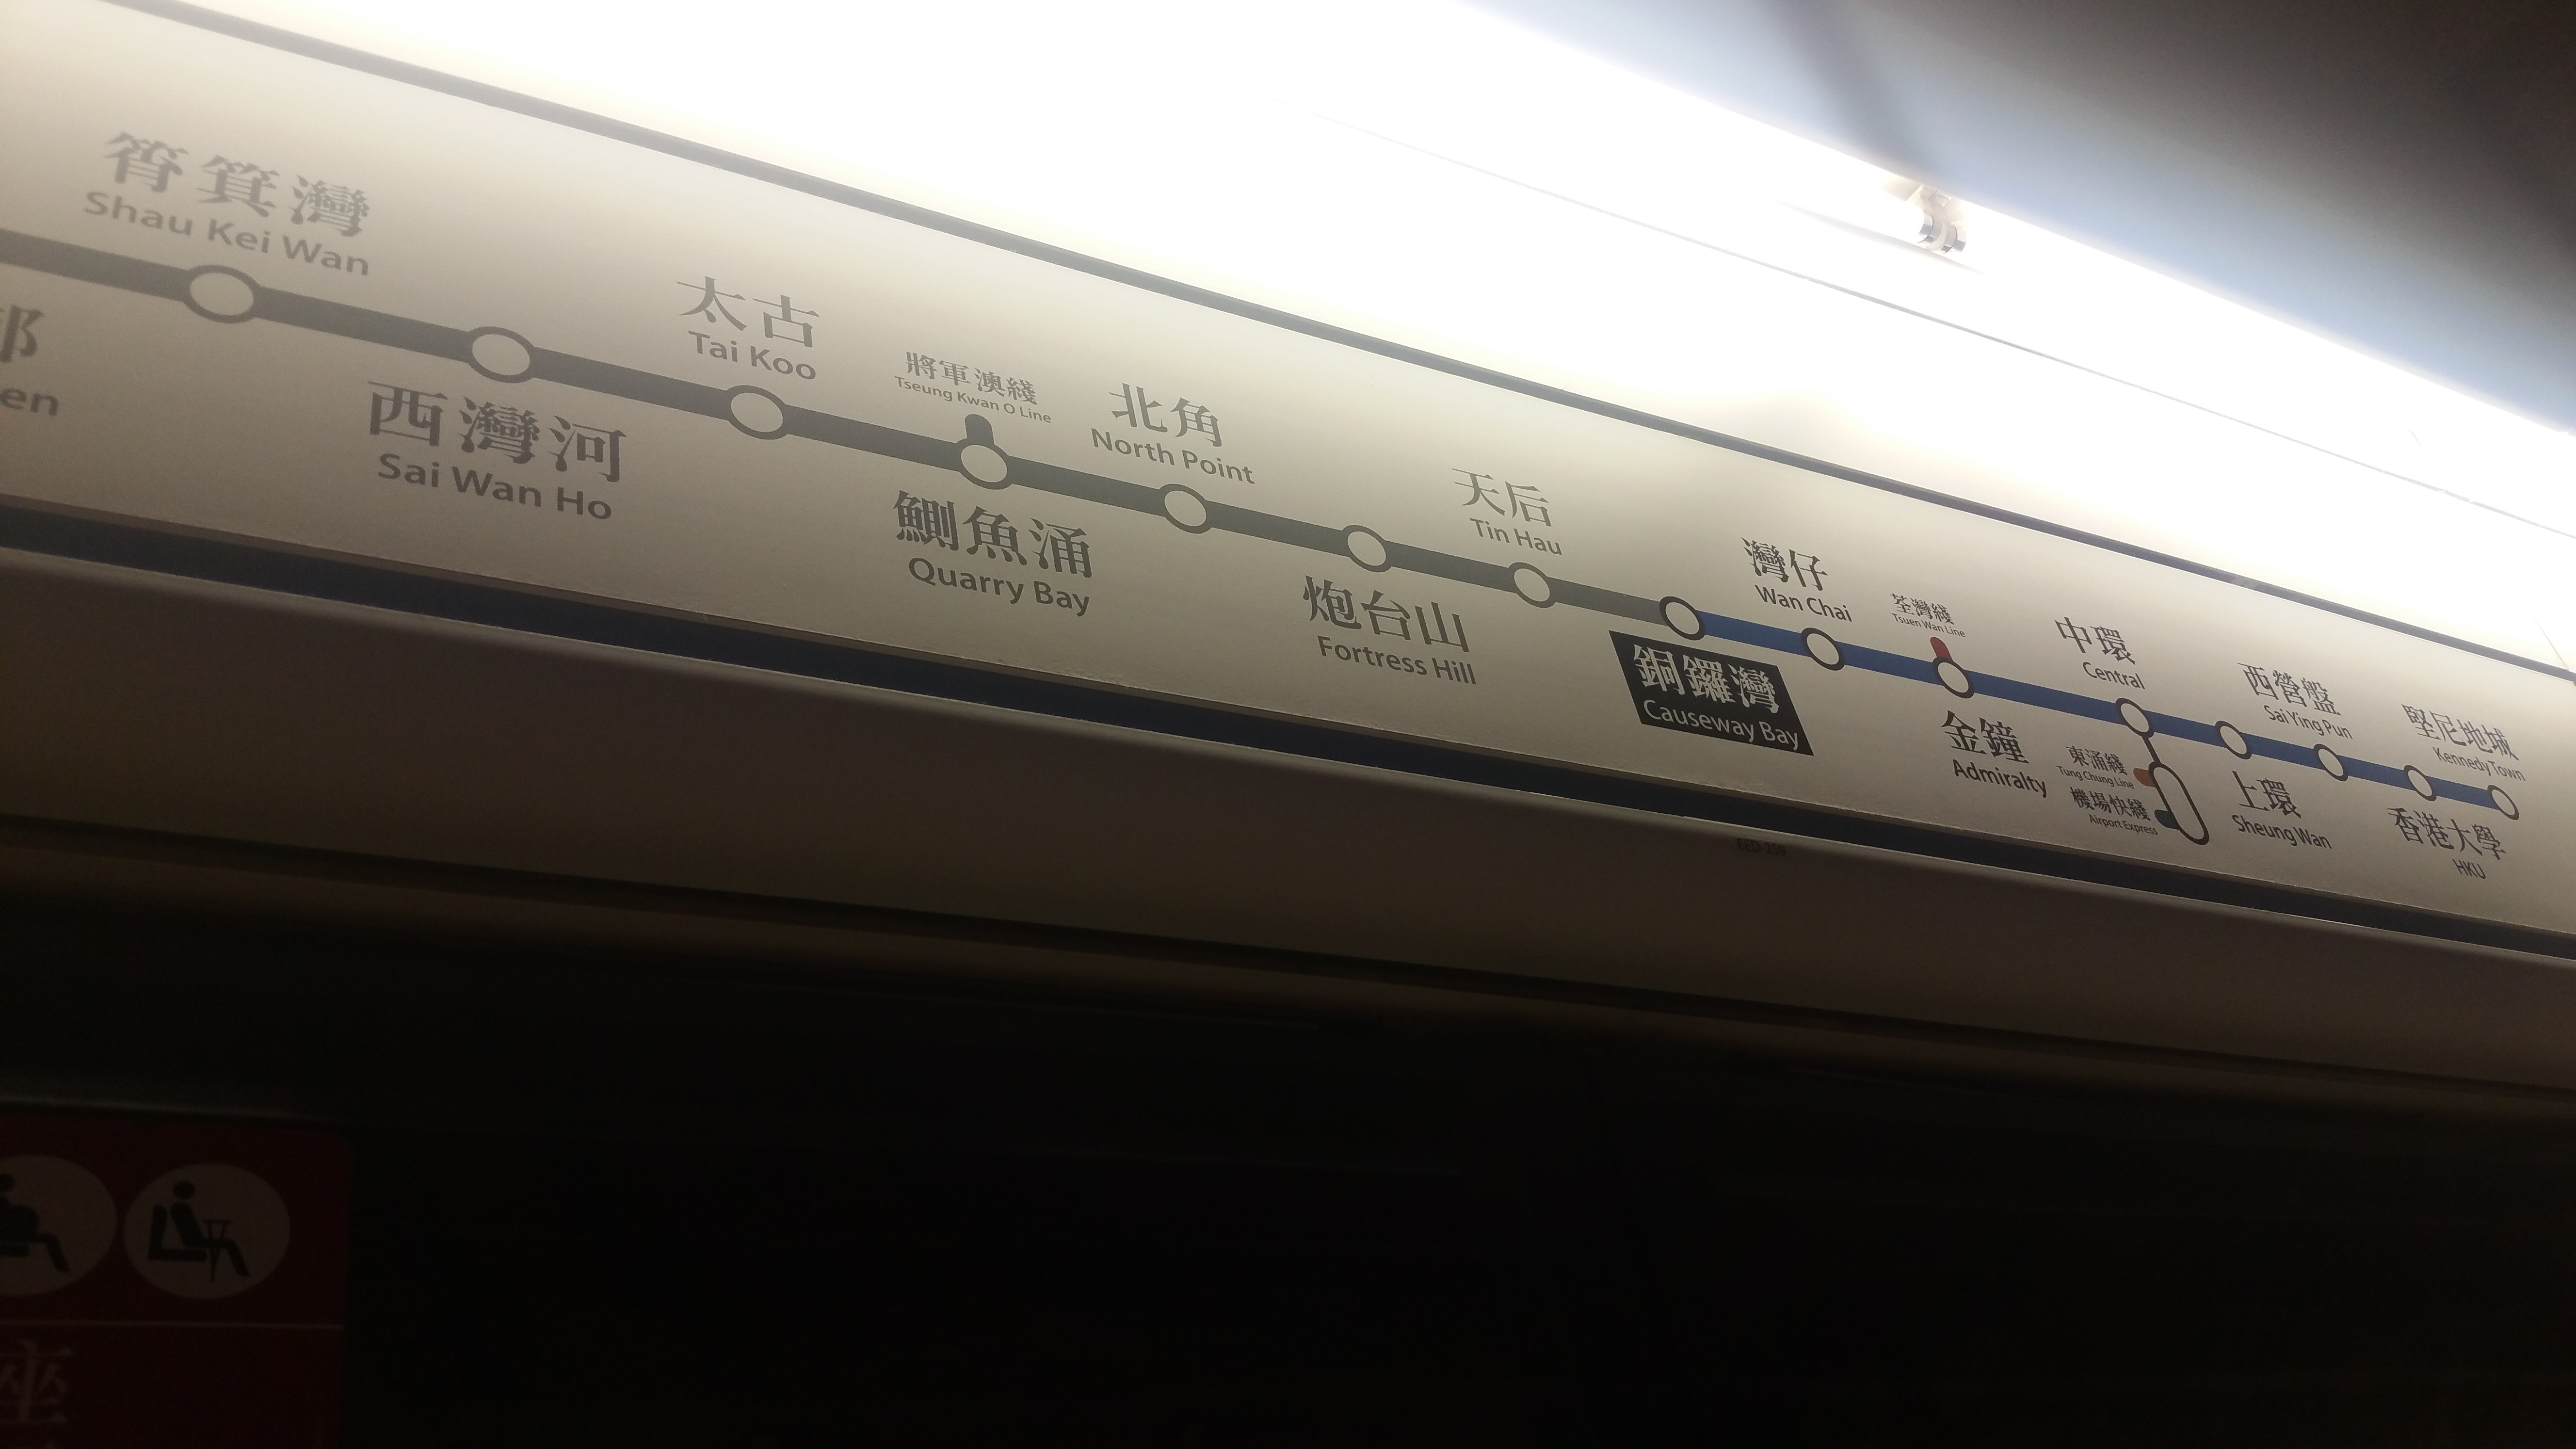 筲箕灣
Shau Kei Wan
西灣河
Sai Wan Ho
太古
Tai Koo
將軍澳綫
Tseung Kwan O Line
鰂魚涌
Quarry Bay
北角
North Point
炮台山
Fortress Hill
天后
Tin Hau
銅鑼灣
Causeway Bay
灣仔
Wan Chai
荃灣綫
Tsuen Wan Line
金鐘
Admiralty
中環
Central
東涌綫
Tung Chung Line
機場快綫
Airport Express
上環
Sheung Wan
西營盤
Sai Ying Pun
香港大學
HKU
堅尼地城
Kennedy Town
座